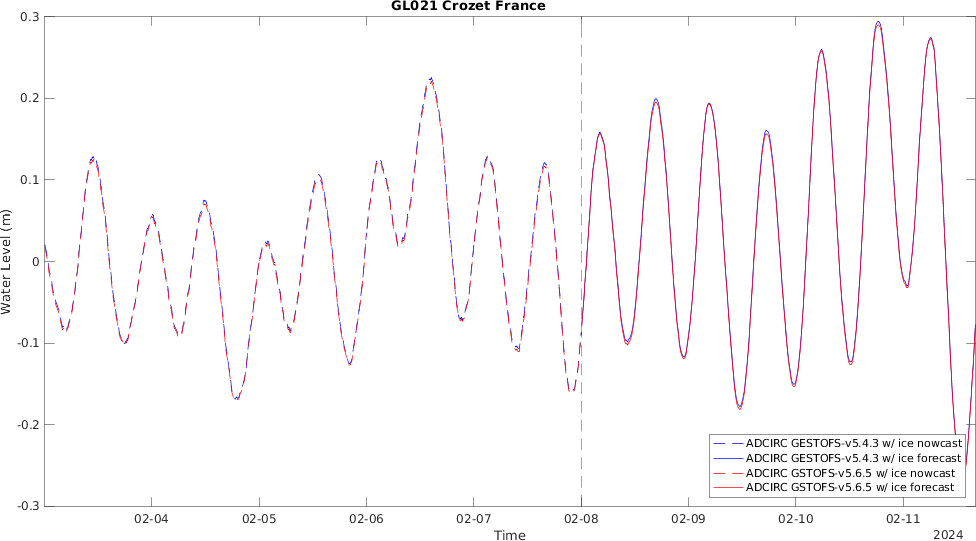 GL021 Crozet France
0.3
0.2
0.1
0
-0.1
-0.2
-0.3
Water Level (m)
02-04 02-05 02-06 02-07 02-08 02-09 02-10 02-11
Time
2024
ADCIRC GESTOFS-v5.4.3 w/ ice nowcast
ADCIRC GESTOFS-v5.4.3 w/ ice forecast
ADCIRC GSTOFS-v5.6.5 w/ ice nowcast
ADCIRC GSTOFS-v5.6.5 w/ ice forecast